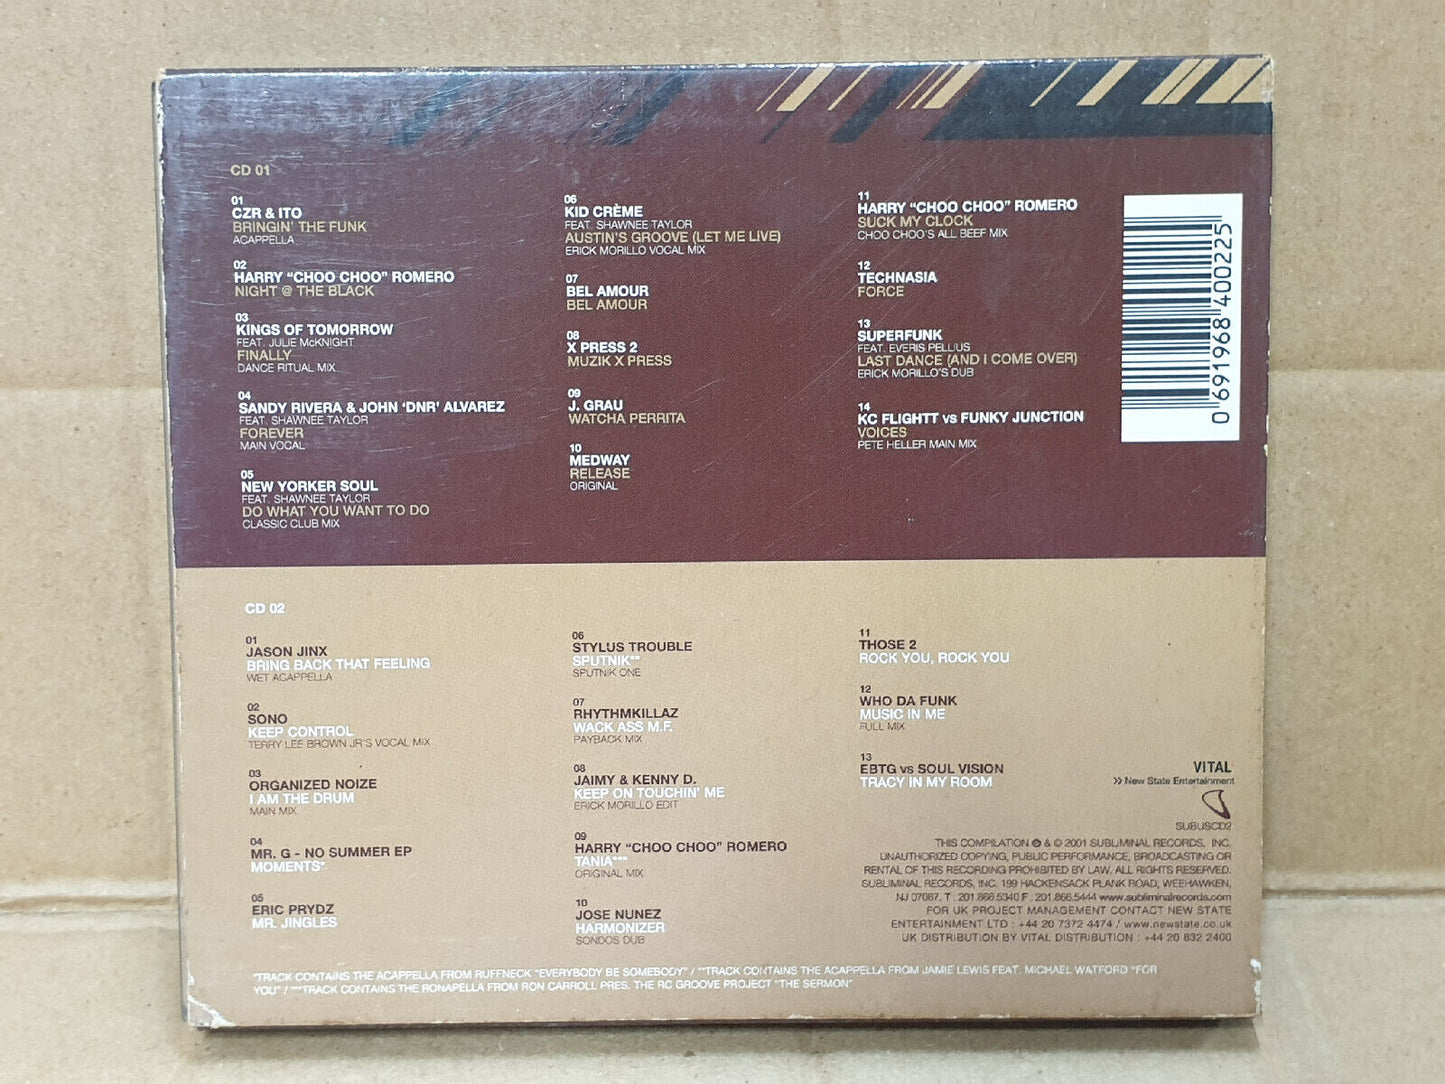 CD 01
01
CZR & ITO
BRINGIN' THE FUNK
ACAPPELLA
02
HARRY "CHOO CHOO" ROMERO
NIGHT @ THE BLACK
03
KINGS OF TOMORROW
FEAT. JULIE McKNIGHT
FINALLY
DANCE RITUAL MIX
04
SANDY RIVERA & JOHN 'DNR' ALVAREZ
FEAT. SHAWNEE TAYLOR
FOREVER
MAIN VOCAL
05
NEW YORKER SOUL
FEAT. SHAWNEE TAYLOR
DO WHAT YOU WANT TO DO
CLASSIC CLUB MIX
06
KID CRÈME
FEAT. SHAWNEE TAYLOR
AUSTIN'S GROOVE (LET ME LIVE)
ERICK MORILLO VOCAL MIX
07
BEL AMOUR
BEL AMOUR
08
X PRESS 2
MUZIK X PRESS
09
J. GRAU
WATCHA PERRITA
10
MEDWAY
RELEASE
ORIGINAL
11
HARRY "CHOO CHOO" ROMERO
SUCK MY CLOCK
CHOO CHOO'S ALL BEEF MIX
12
TECHNASIA
FORCE
13
SUPERFUNK
FEAT. EVERIS PELLIUS
LAST DANCE (AND I COME OVER)
ERICK MORILLO'S DUB
14
KC FLIGHTT vs FUNKY JUNCTION
VOICES
PETE HELLER MAIN MIX
0 691968 400225
CD 02
01
JASON JINX
BRING BACK THAT FEELING
WET ACAPPELLA
02
SONO
KEEP CONTROL
TERRY LEE BROWN JR'S VOCAL MIX
03
ORGANIZED NOIZE
I AM THE DRUM
MAIN MIX
04
MR. G - NO SUMMER EP
MOMENTS*
05
ERIC PRYDZ
MR. JINGLES
06
STYLUS TROUBLE
SPUTNIK**
SPUTNIK ONE
07
RHYTHMKILLAZ
WACK ASS M.F.
PAYBACK MIX
08
JAIMY & KENNY D.
KEEP ON TOUCHIN' ME
ERICK MORILLO EDIT
09
HARRY "CHOO CHOO" ROMERO
TANIA***
ORIGINAL MIX
10
JOSE NUNEZ
HARMONIZER
SONDOS DUB
11
THOSE 2
ROCK YOU, ROCK YOU
12
WHO DA FUNK
MUSIC IN ME
FULL MIX
13
EBTG vs SOUL VISION
TRACY IN MY ROOM
VITAL
>> New State Entertainment
SUBUSCD2
THIS COMPILATION ℗ & © 2001 SUBLIMINAL RECORDS, INC.
UNAUTHORIZED COPYING, PUBLIC PERFORMANCE, BROADCASTING OR
RENTAL OF THIS RECORDING PROHIBITED BY LAW. ALL RIGHTS RESERVED.
SUBLIMINAL RECORDS, INC. 199 HACKENSACK PLANK ROAD, WEEHAWKEN,
NJ 07087. T : 201.866.5340 F : 201.866.5444 www.subliminalrecords.com
FOR UK PROJECT MANAGEMENT CONTACT NEW STATE
ENTERTAINMENT LTD : +44 20 7372 4474 / www.newstate.co.uk
UK DISTRIBUTION BY VITAL DISTRIBUTION : +44 20 832 2400
*TRACK CONTAINS THE ACAPPELLA FROM RUFFNECK "EVERYBODY BE SOMEBODY" / **TRACK CONTAINS THE ACAPPELLA FROM JAMIE LEWIS FEAT. MICHAEL WATFORD "FOR
YOU" / ***TRACK CONTAINS THE RONAPELLA FROM RON CARROLL PRES. THE RC GROOVE PROJECT "THE SERMON"